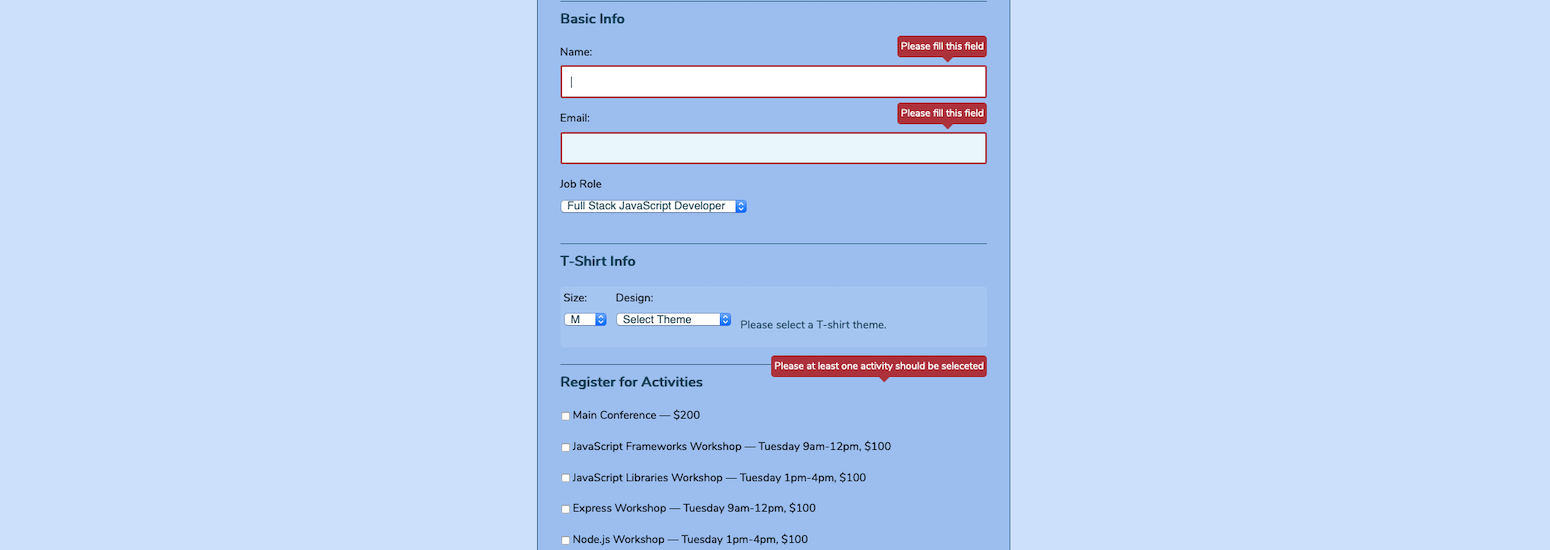 Basic Info
Name:
Please fill this field
Email:
Please fill this field
Job Role
Full Stack JavaScript Developer
T-Shirt Info
Size:
Design:
M
Select Theme
Please select a T-shirt theme.
Please at least one activity should be seleceted
Register for Activities
Main Conference — $200
JavaScript Frameworks Workshop — Tuesday 9am-12pm, $100
JavaScript Libraries Workshop — Tuesday 1pm-4pm, $100
Express Workshop — Tuesday 9am-12pm, $100
Node.js Workshop — Tuesday 1pm-4pm, $100